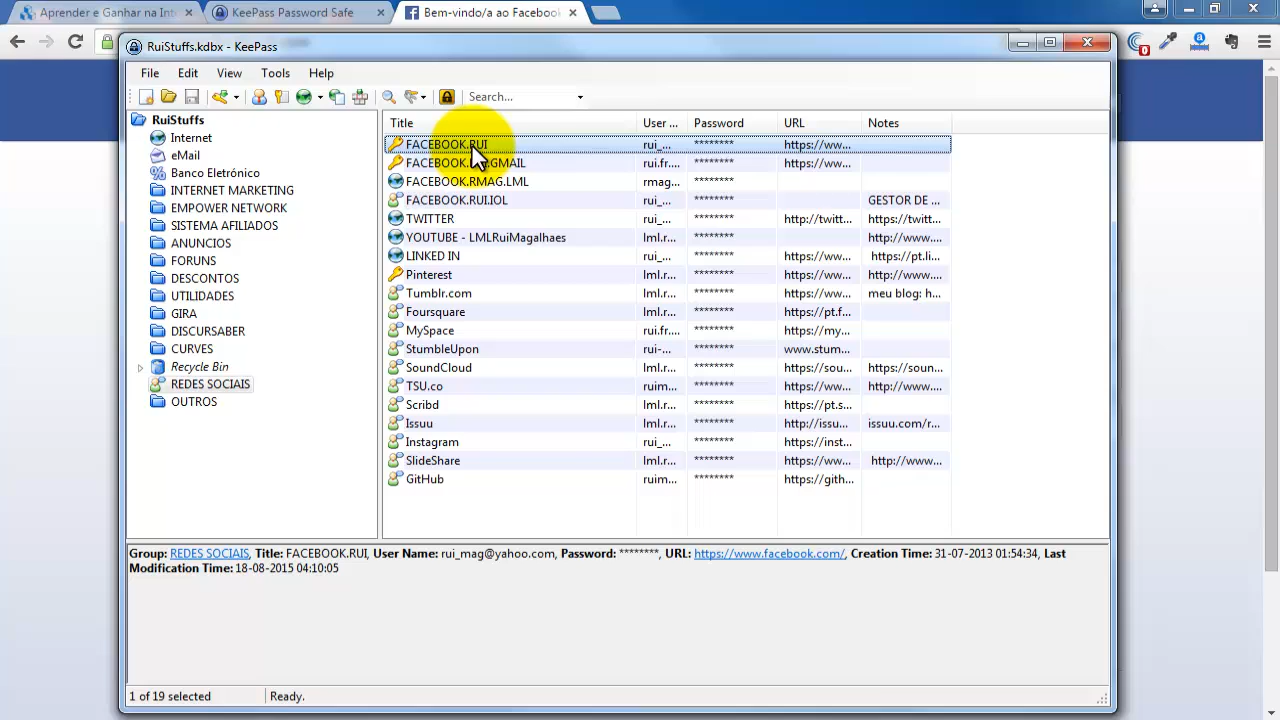 Aprender e Ganhar na Int
KeePass Password Safe
Bem-vindo/a ao Facebook
RuiStuffs.kdbx - KeePass
File Edit View Tools Help
Search...
RuiStuffs
Internet
eMail
Banco Eletrónico
INTERNET MARKETING
EMPOWER NETWORK
SISTEMA AFILIADOS
ANUNCIOS
FORUNS
DESCONTOS
UTILIDADES
GIRA
DISCURSABER
CURVES
Recycle Bin
REDES SOCIAIS
OUTROS
Title User ... Password URL Notes
FACEBOOK.RUI rui_... ******** https://ww...
FACEBOOK. GMAIL rui.fr... ******** https://ww...
FACEBOOK.RMAG.LML rmag... ********
FACEBOOK.RUI.IOL ******** GESTOR DE ...
TWITTER rui_... ******** http://twitt... https://twitt...
YOUTUBE - LMLRuiMagalhaes lml.r... ******** http://www....
LINKED IN rui_... ******** https://ww... https://pt.li...
Pinterest lml.r... ******** https://ww... http://www....
Tumblr.com lml.r... ******** https://ww... meu blog: h...
Foursquare lml.r... ******** https://pt.f...
MySpace rui.fr... ******** https://my...
StumbleUpon rui-... ******** www.stum...
SoundCloud lml.r... ******** https://sou... https://soun...
TSU.co ruim... ******** https://ww... http://www....
Scribd lml.r... ******** https://pt.s...
Issuu lml.r... ******** http://issu... issuu.com/r...
Instagram rui_... ******** https://inst...
SlideShare lml.r... ******** https://ww... http://www...
GitHub ruim... ******** https://gith...
Group: REDES SOCIAIS, Title: FACEBOOK.RUI, User Name: rui_mag@yahoo.com, Password: ********, URL: https://www.facebook.com/, Creation Time: 31-07-2013 01:54:34, Last
Modification Time: 18-08-2015 04:10:05
1 of 19 selected Ready.
0